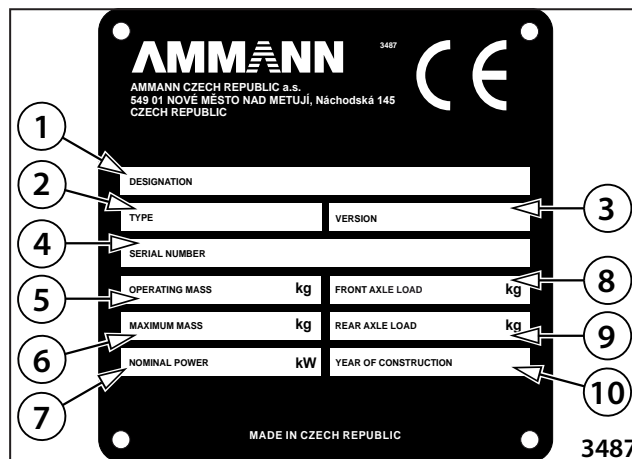 AMMANN
3487
CE
AMMANN CZECH REPUBLIC a.s.
549 01 NOVÉ MĚSTO NAD METUJÍ, Náchodská 145
CZECH REPUBLIC
1
DESIGNATION
2
TYPE
VERSION
3
4
SERIAL NUMBER
5
OPERATING MASS kg
FRONT AXLE LOAD kg
8
6
MAXIMUM MASS kg
REAR AXLE LOAD kg
9
7
NOMINAL POWER kW
YEAR OF CONSTRUCTION
10
MADE IN CZECH REPUBLIC
3487